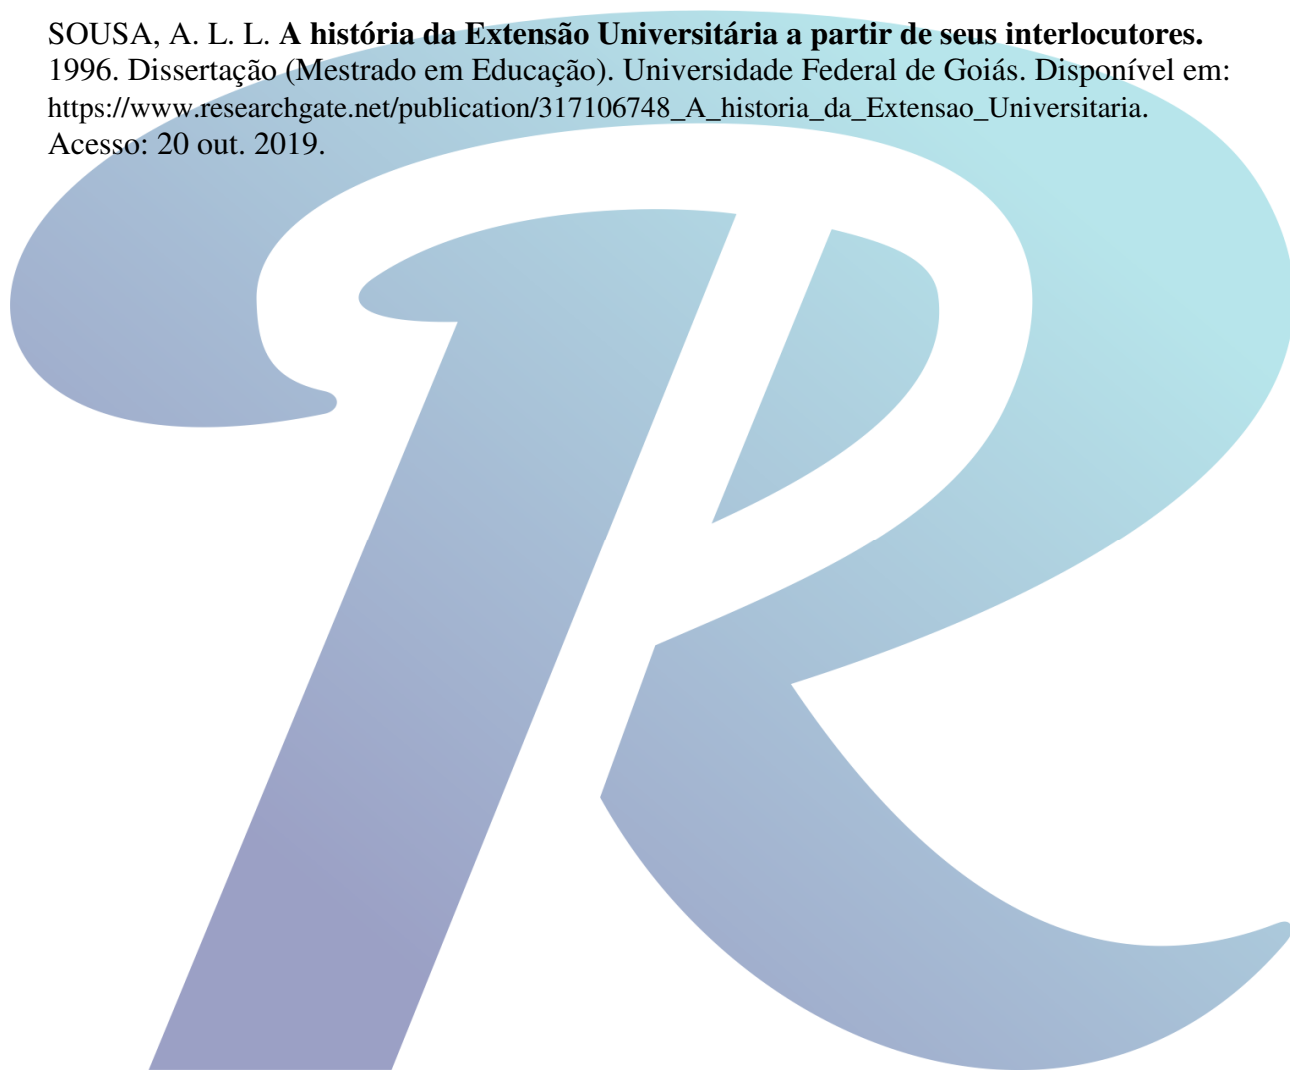 SOUSA, A. L. L. A história da Extensão Universitária a partir de seus interlocutores.
1996. Dissertação (Mestrado em Educação). Universidade Federal de Goiás. Disponível em:
https://www.researchgate.net/publication/317106748_A_historia_da_Extensao_Universitaria.
Acesso: 20 out. 2019.